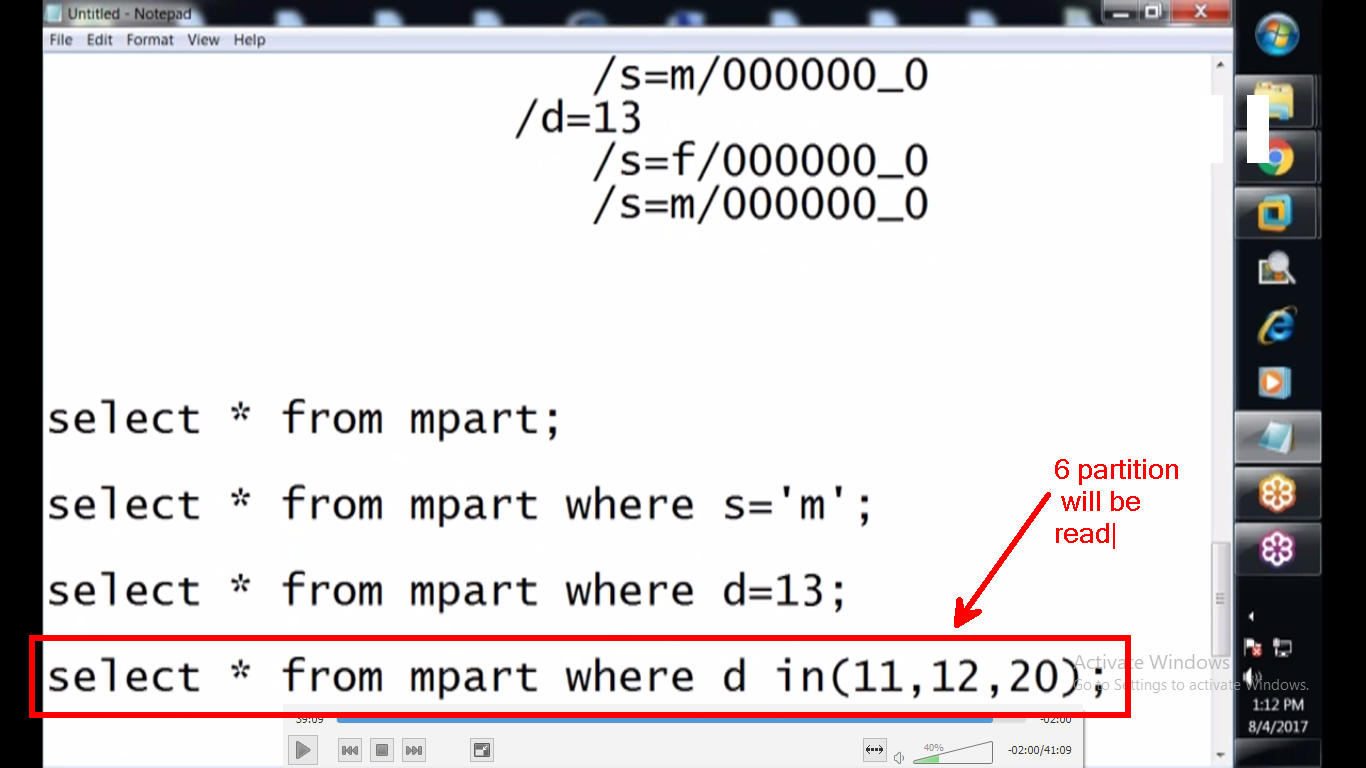 Untitled - Notepad
File Edit Format View Help
/s=m/000000_0
/d=13
/s=f/000000_0
/s=m/000000_0
select * from mpart;
select * from mpart where s='m';
6 partition
will be
read
select * from mpart where d=13;
select * from mpart where d in(11,12,20);
Activate Windows
Go to Settings to activate Windows.
1:12 PM
8/4/2017
39:09
-02:00
40%
-02:00/41:09